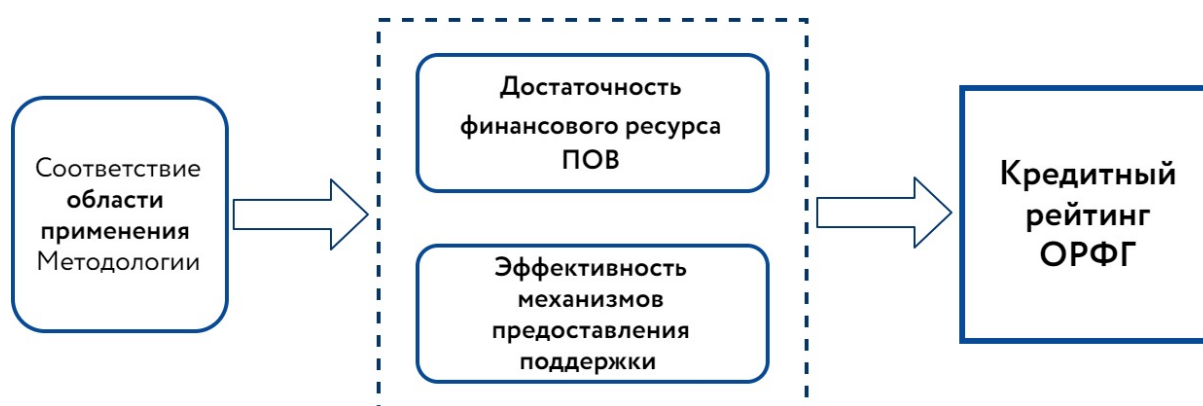 Соответствие
области
применения
Методологии
Достаточность
финансового ресурса
ПОВ
Эффективность
механизмов
предоставления
поддержки
Кредитный
рейтинг
ОРФГ